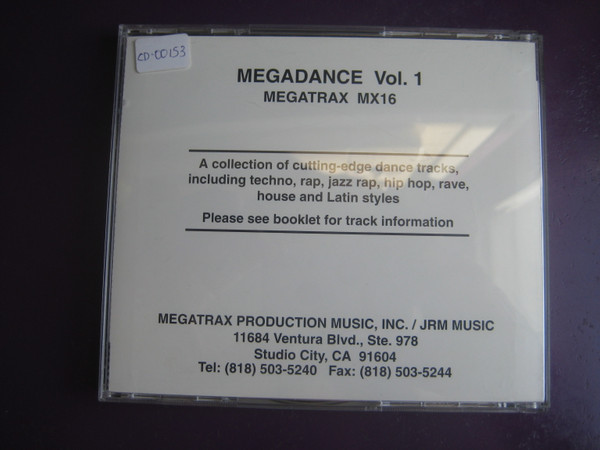 CD-00153
MEGADANCE Vol. 1
MEGATRAX MX16
A collection of cutting-edge dance tracks,
including techno, rap, jazz rap, hip hop, rave,
house and Latin styles
Please see booklet for track information
MEGATRAX PRODUCTION MUSIC, INC. / JRM MUSIC
11684 Ventura Blvd., Ste. 978
Studio City, CA 91604
Tel: (818) 503-5240 Fax: (818) 503-5244